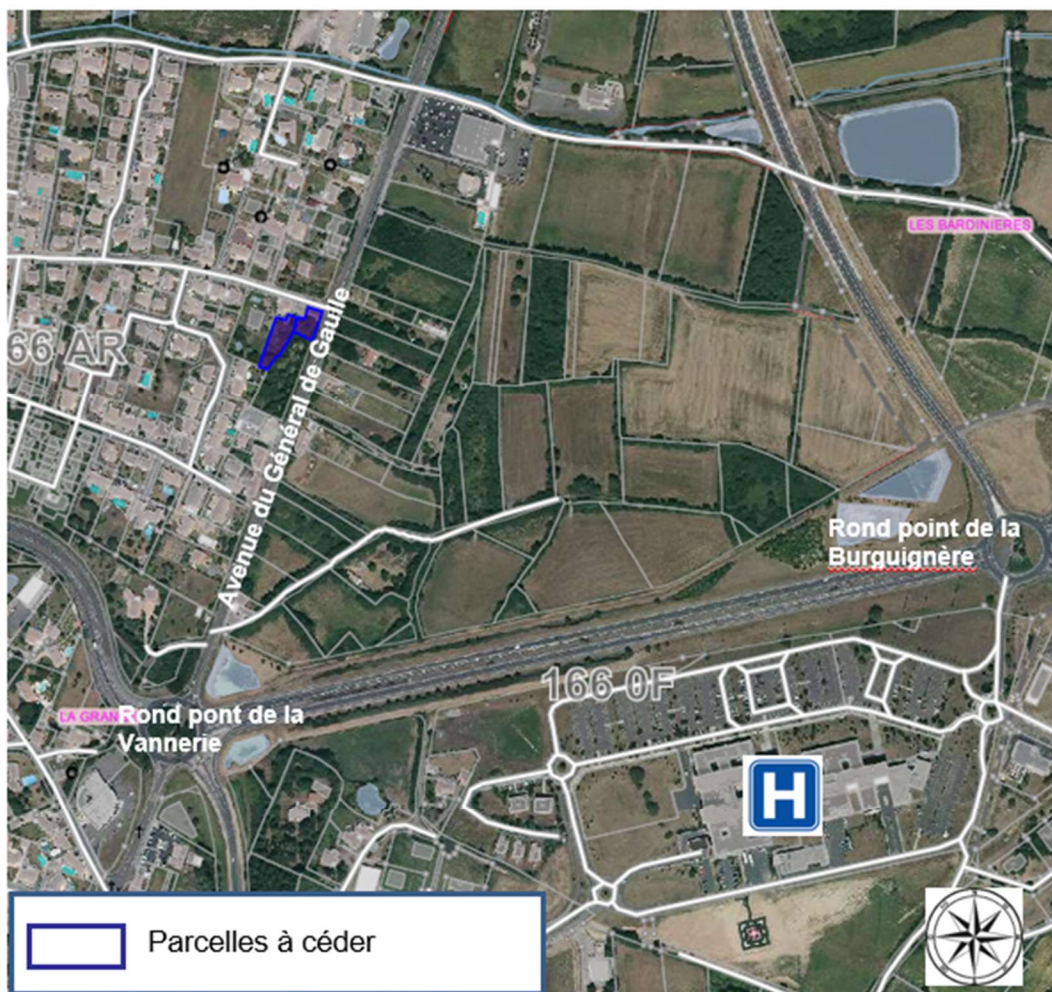 LES BARDINIERES
66 AR
Avenue du Général de Gaulle
Rond point de la
Burguignère
166 0F
LA GRAN
Rond pont de la
Vannerie
H
Parcelles à céder